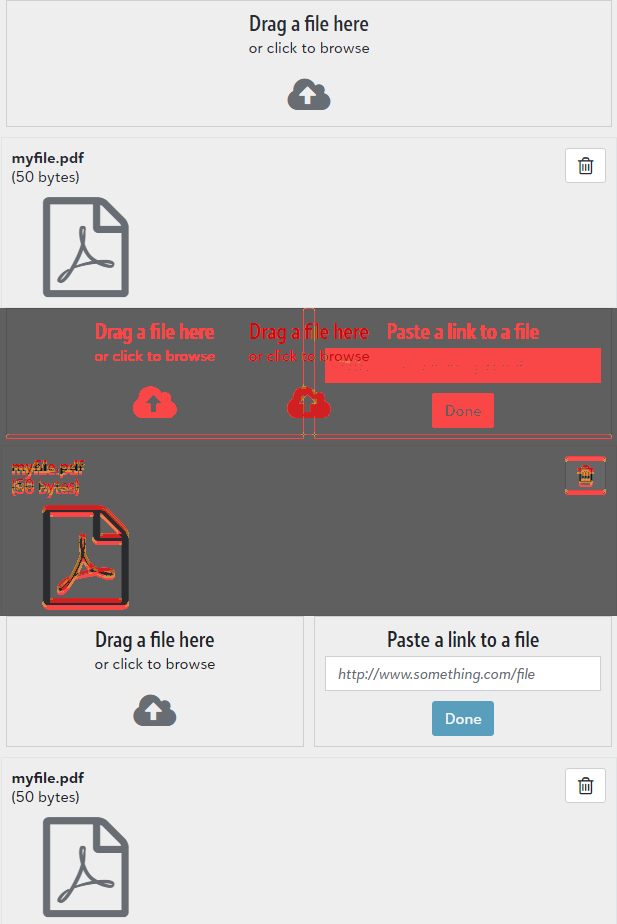 Drag a file here
or click to browse
myfile.pdf
(50 bytes)
Drag a file here
Drag a file here
Paste a link to a file
or click to browse
or click to browse
Done
myfile.pdf
(50 bytes)
Drag a file here
Paste a link to a file
or click to browse
http://www.something.com/file
Done
myfile.pdf
(50 bytes)